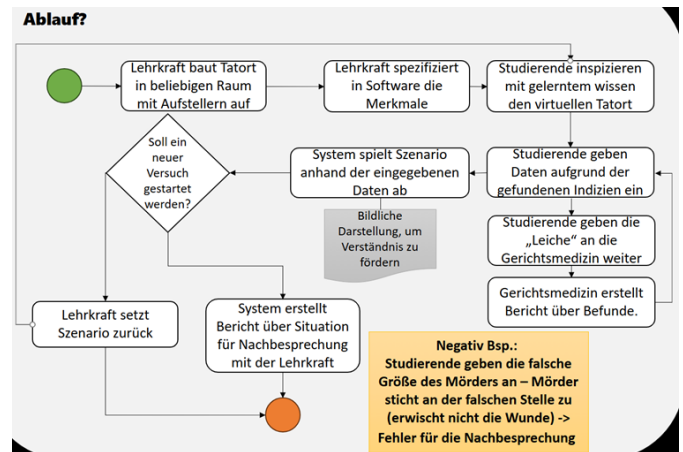 Ablauf?
Lehrkraft baut Tatort
in beliebigen Raum
mit Aufstellern auf
Lehrkraft spezifiziert
in Software die
Merkmale
Studierende inspizieren
mit gelerntem wissen
den virtuellen Tatort
Soll ein
neuer
Versuch
gestartet
werden?
System spielt Szenario
anhand der eingegebenen
Daten ab
Studierende geben
Daten aufgrund der
gefundenen Indizien ein
Bildliche
Darstellung, um
Verständnis zu
fördern
Studierende geben die
„Leiche“ an die
Gerichtsmedizin weiter
Gerichtsmedizin erstellt
Bericht über Befunde.
Lehrkraft setzt
Szenario zurück
System erstellt
Bericht über Situation
für Nachbesprechung
mit der Lehrkraft
Negativ Bsp.:
Studierende geben die falsche
Größe des Mörders an – Mörder
sticht an der falschen Stelle zu
(erwischt nicht die Wunde) ->
Fehler für die Nachbesprechung